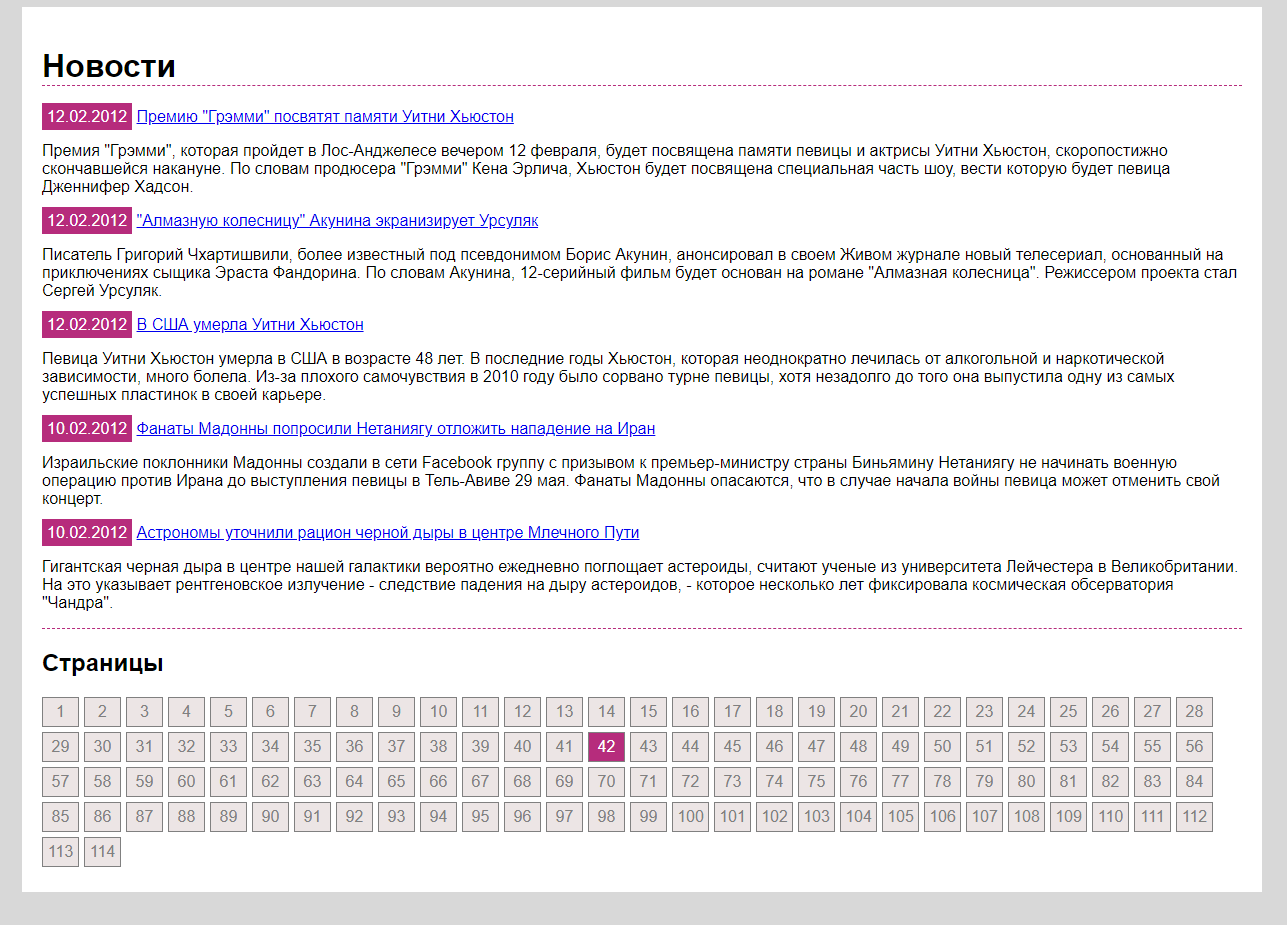 Новости
12.02.2012 Премию "Грэмми" посвятят памяти Уитни Хьюстон
Премия "Грэмми", которая пройдет в Лос-Анджелесе вечером 12 февраля, будет посвящена памяти певицы и актрисы Уитни Хьюстон, скоропостижно
скончавшейся накануне. По словам продюсера "Грэмми" Кена Эрлича, Хьюстон будет посвящена специальная часть шоу, вести которую будет певица
Дженнифер Хадсон.
12.02.2012 "Алмазную колесницу" Акунина экранизирует Урсуляк
Писатель Григорий Чхартишвили, более известный под псевдонимом Борис Акунин, анонсировал в своем Живом журнале новый телесериал, основанный на
приключениях сыщика Эраста Фандорина. По словам Акунина, 12-серийный фильм будет основан на романе "Алмазная колесница". Режиссером проекта стал
Сергей Урсуляк.
12.02.2012 В США умерла Уитни Хьюстон
Певица Уитни Хьюстон умерла в США в возрасте 48 лет. В последние годы Хьюстон, которая неоднократно лечилась от алкогольной и наркотической
зависимости, много болела. Из-за плохого самочувствия в 2010 году было сорвано турне певицы, хотя незадолго до того она выпустила одну из самых
успешных пластинок в своей карьере.
10.02.2012 Фанаты Мадонны попросили Нетаниягу отложить нападение на Иран
Израильские поклонники Мадонны создали в сети Facebook группу с призывом к премьер-министру страны Биньямину Нетаниягу не начинать военную
операцию против Ирана до выступления певицы в Тель-Авиве 29 мая. Фанаты Мадонны опасаются, что в случае начала войны певица может отменить свой
концерт.
10.02.2012 Астрономы уточнили рацион черной дыры в центре Млечного Пути
Гигантская черная дыра в центре нашей галактики вероятно ежедневно поглощает астероиды, считают ученые из университета Лейчестера в Великобритании.
На это указывает рентгеновское излучение - следствие падения на дыру астероидов, - которое несколько лет фиксировала космическая обсерватория
"Чандра".
Страницы
1 2 3 4 5 6 7 8 9 10 11 12 13 14 15 16 17 18 19 20 21 22 23 24 25 26 27 28
29 30 31 32 33 34 35 36 37 38 39 40 41 42 43 44 45 46 47 48 49 50 51 52 53 54 55 56
57 58 59 60 61 62 63 64 65 66 67 68 69 70 71 72 73 74 75 76 77 78 79 80 81 82 83 84
85 86 87 88 89 90 91 92 93 94 95 96 97 98 99 100 101 102 103 104 105 106 107 108 109 110 111 112
113 114